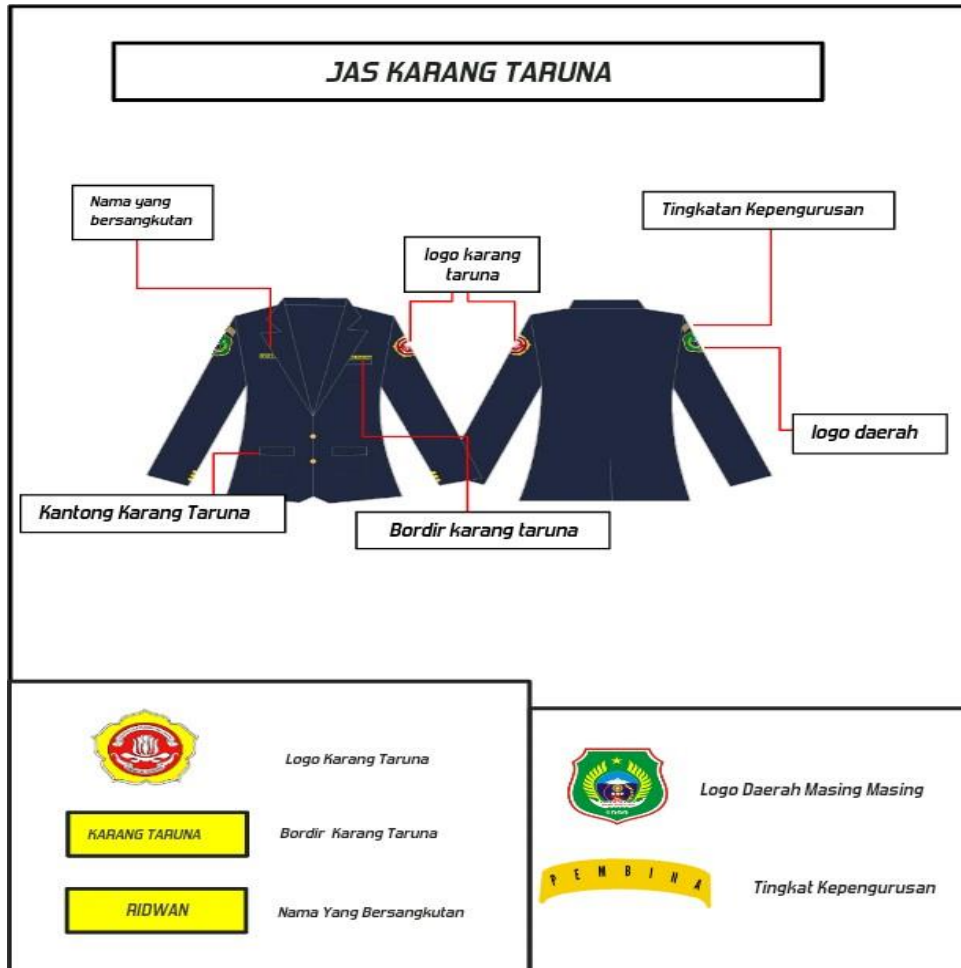 JAS KARANG TARUNA
Nama yang
bersangkutan
logo karang
taruna
Tingkatan Kepengurusan
logo daerah
Kantong Karang Taruna
Bordir karang taruna
Logo Karang Taruna
KARANG TARUNA
Bordir Karang Taruna
RIDWAN
Nama Yang Bersangkutan
Logo Daerah Masing Masing
PEMBINA
Tingkat Kepengurusan